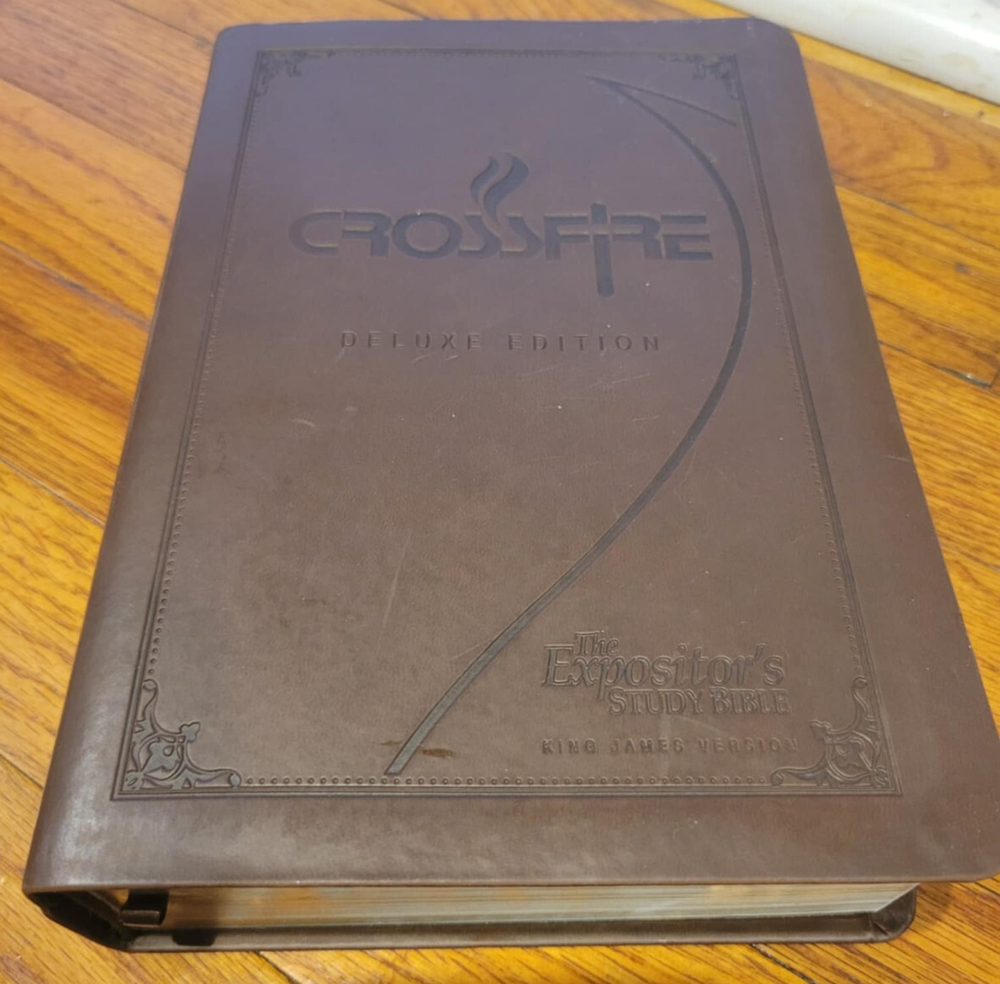 CROSSFIRE
DELUXE EDITION
The
Expositor's
STUDY BIBLE
KING JAMES VERSION